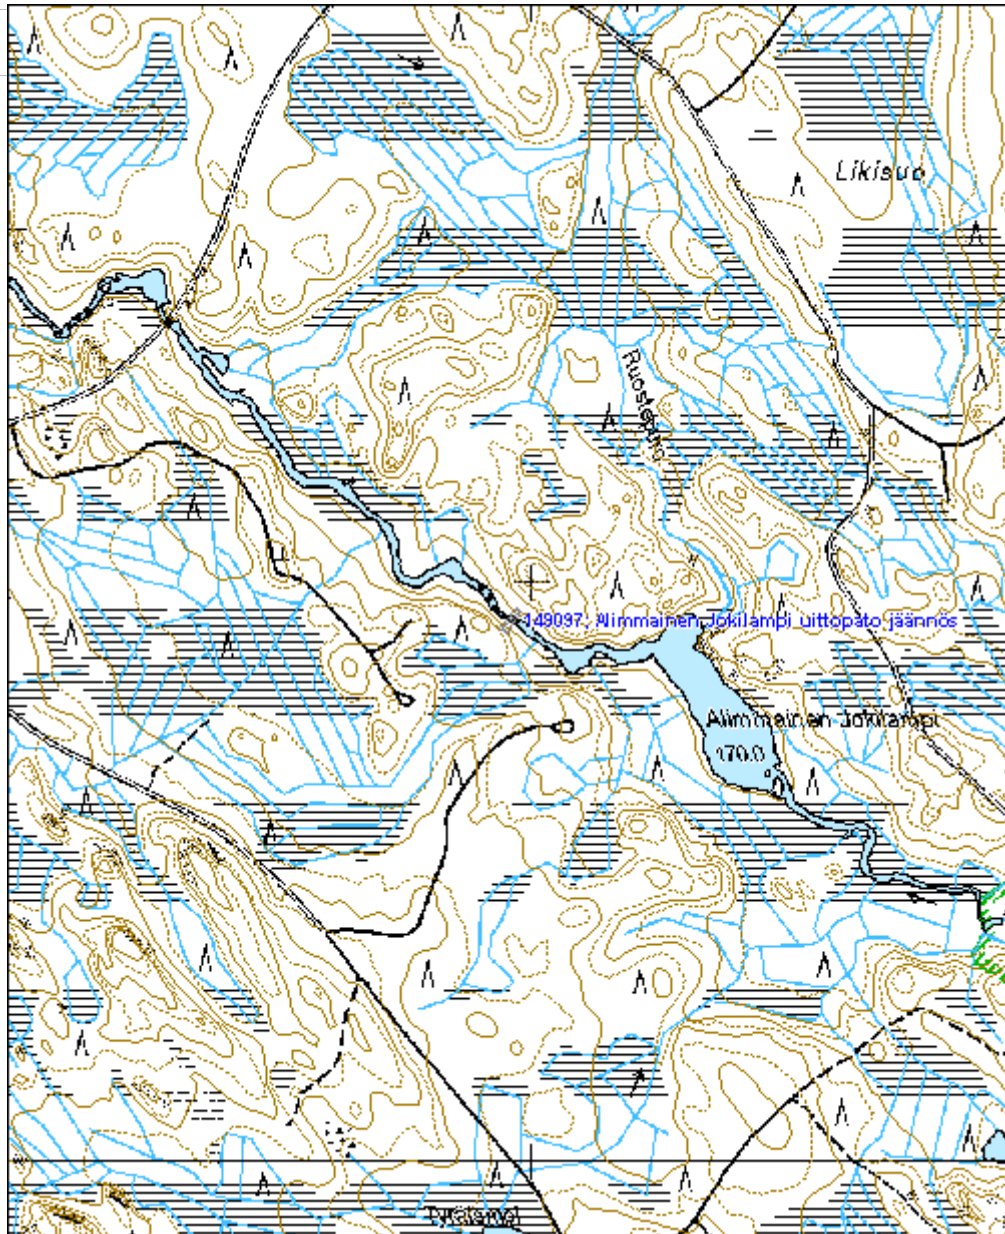 Likisuo
Ruostepuro
149097, Alimmainen Jokilampi uittopato jäännös
Alimmainen Jokilampi
170.0